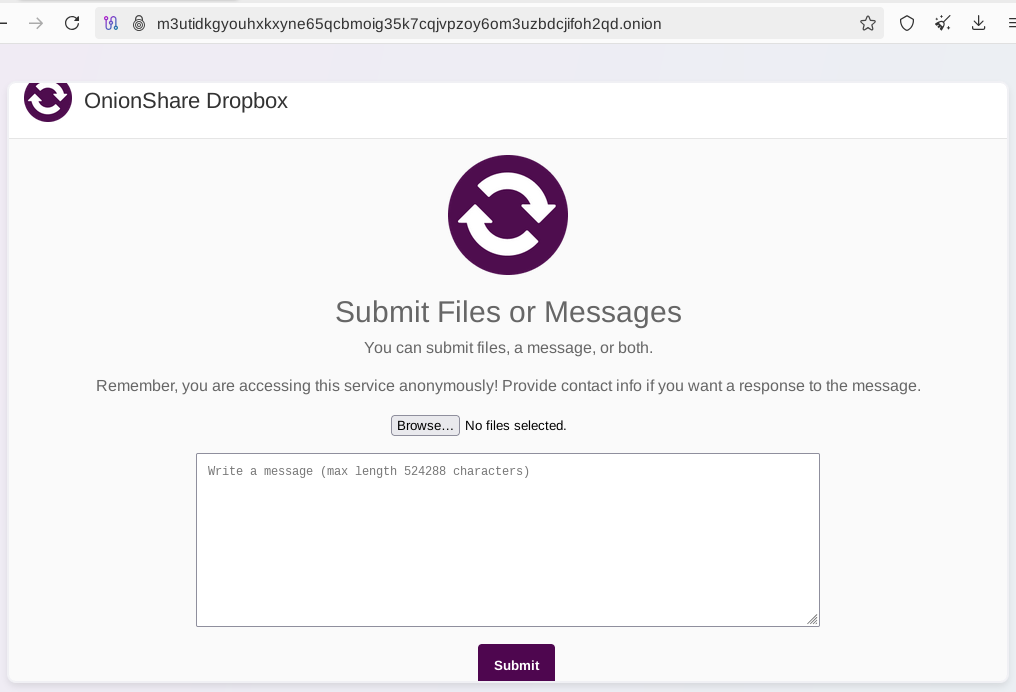 m3utidkgyouhxkxyne65qcbmoig35k7cqjvpzoy6om3uzbdcjifoh2qd.onion
OnionShare Dropbox
Submit Files or Messages
You can submit files, a message, or both.
Remember, you are accessing this service anonymously! Provide contact info if you want a response to the message.
Browse… No files selected.
Write a message (max length 524288 characters)
Submit